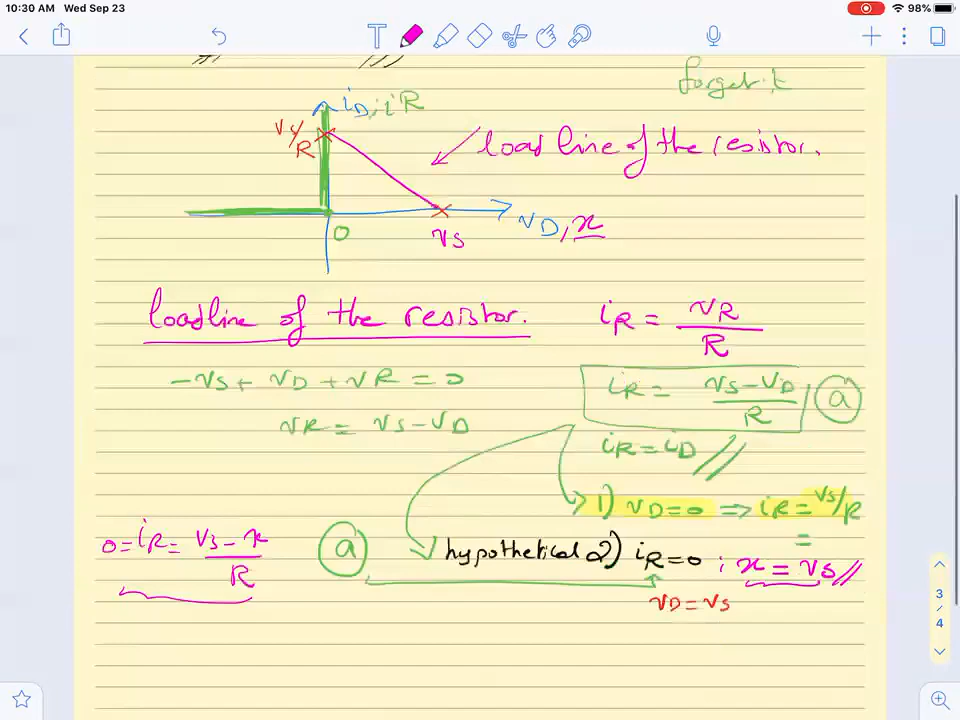 10:30 AM Wed Sep 23
98%
T
forget it
iD, iR
vs/R
load line of the resistor.
0
vs
vD, x
loadline of the resistor.
iR = vR/R
-vs + vD + vR = 0
vR = vs - vD
iR = vs - vD/R
a
iR = iD //
1) vD = 0 ⇒ iR = vs/R
=
0 = iR = vs - x/R
a
hypothetical 2) iR = 0 ; x = vs //
vD = vs
3
/
4